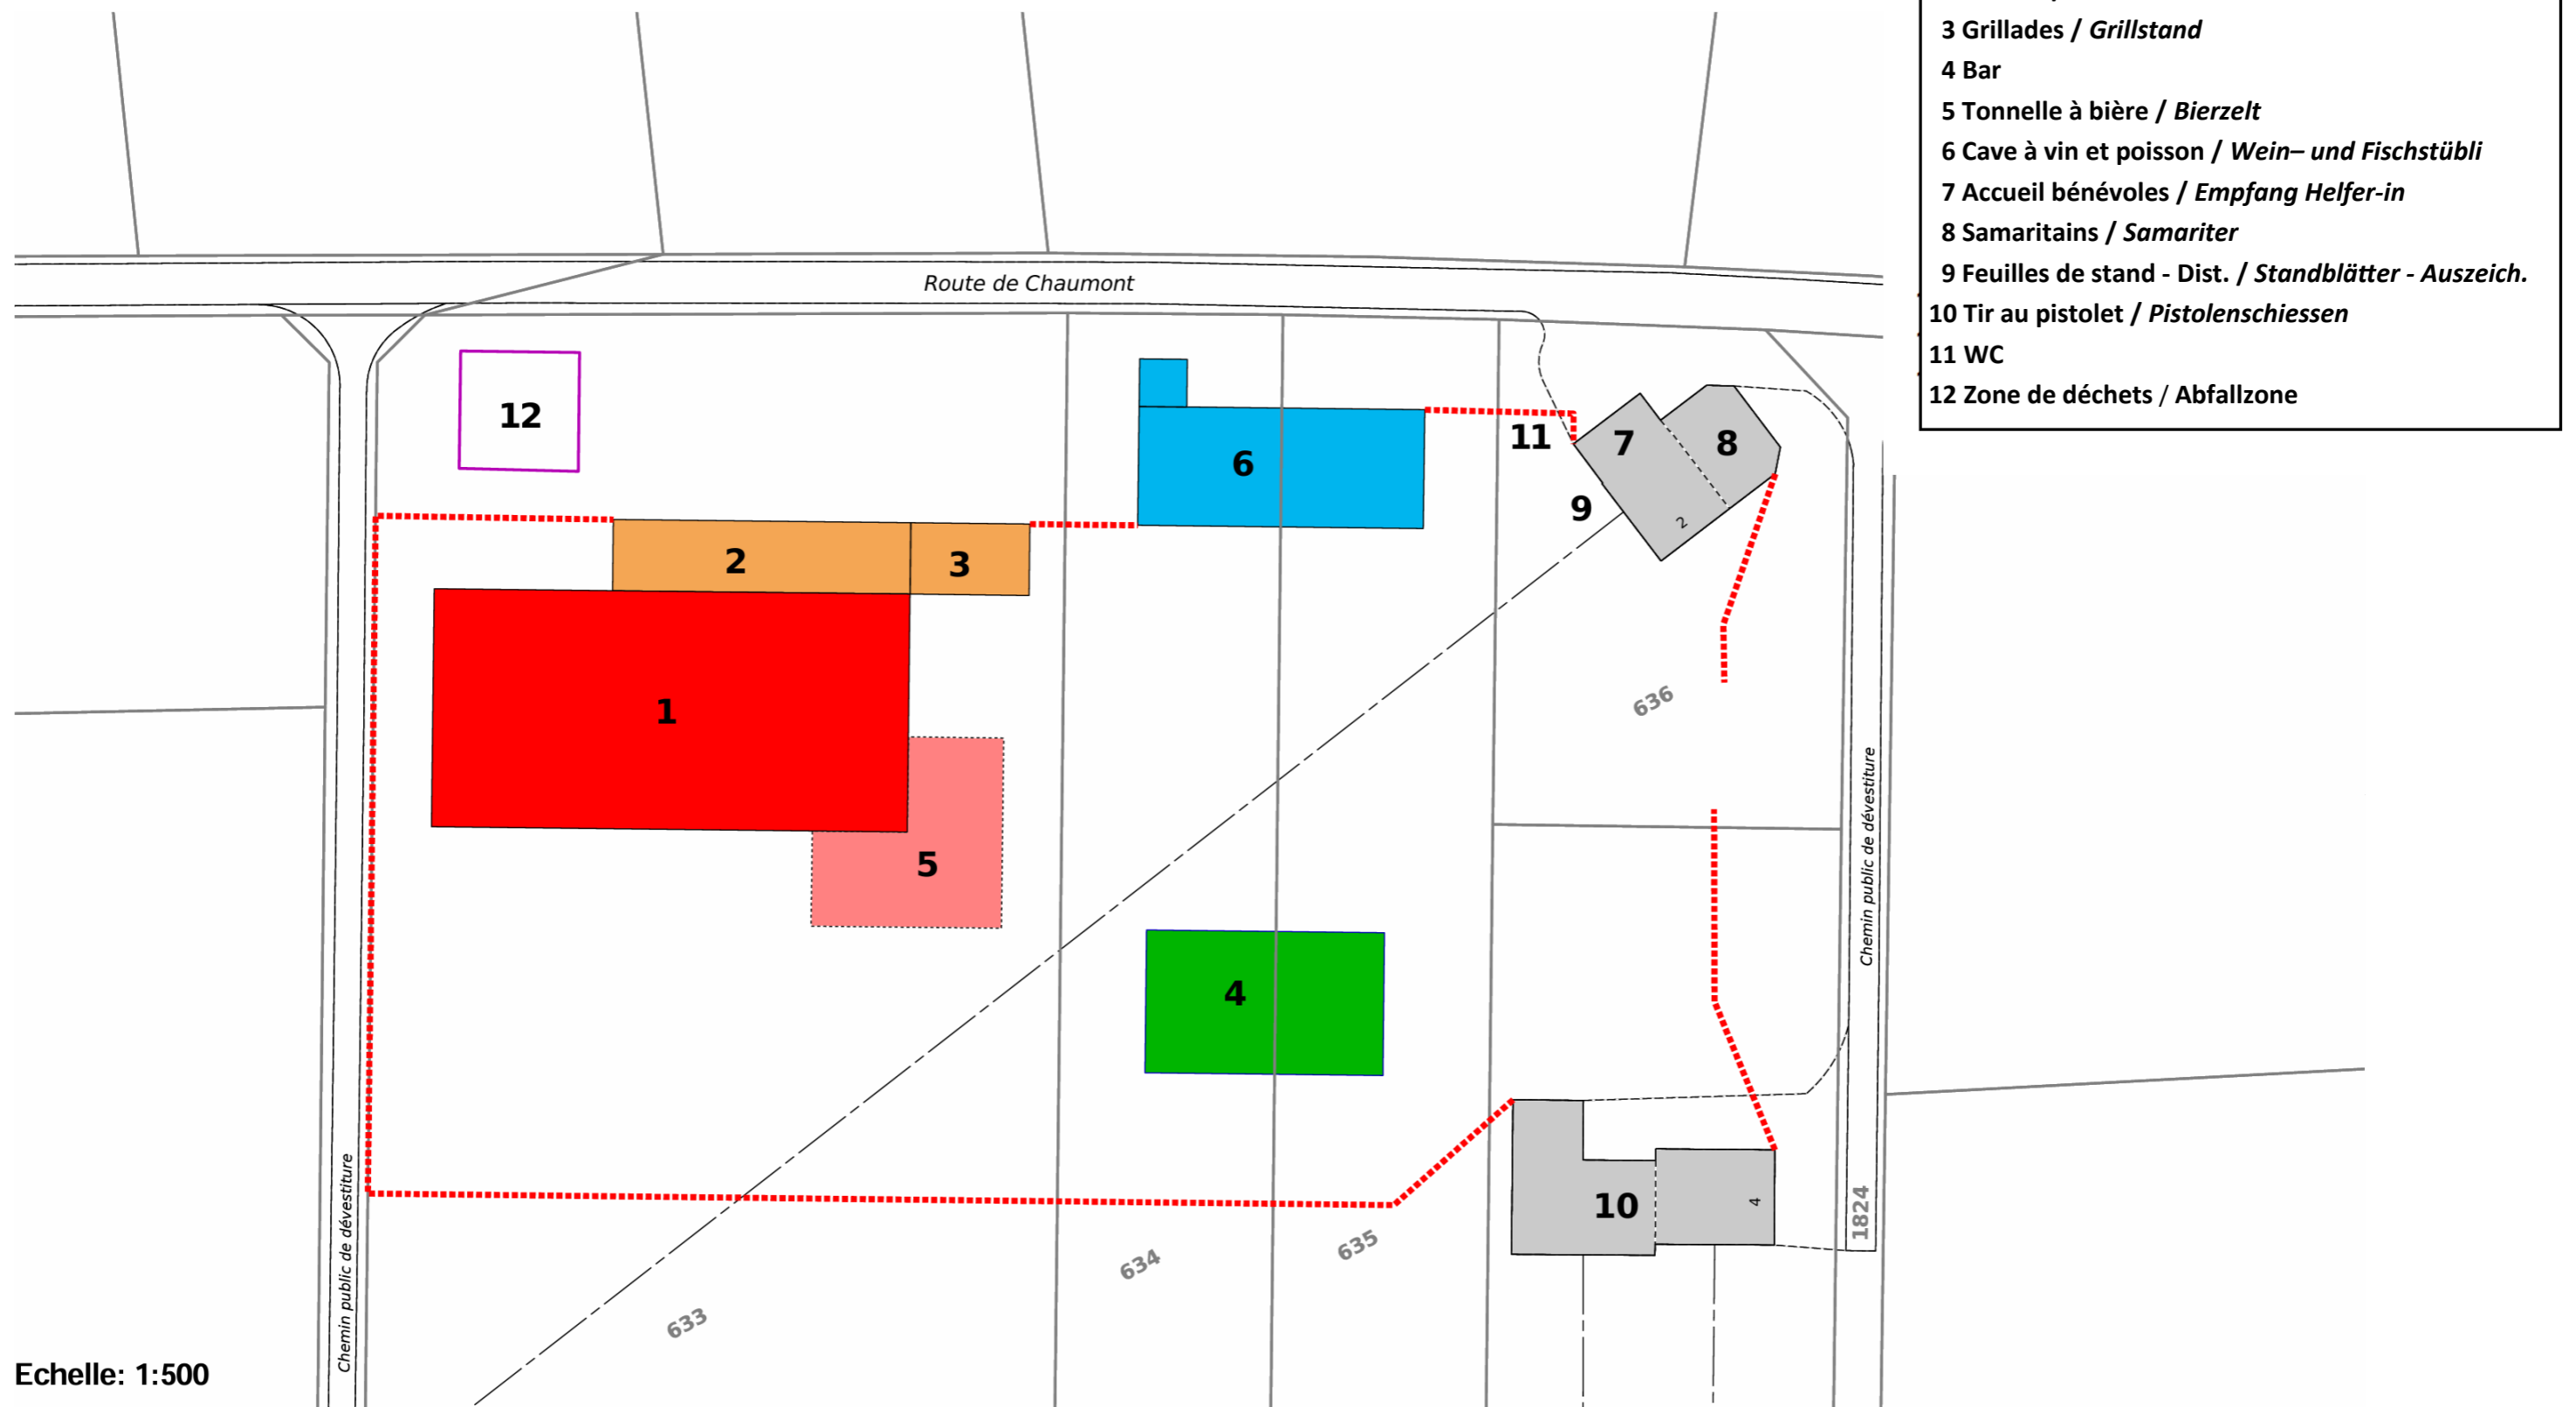 3 Grillades / Grillstand
4 Bar
5 Tonnelle à bière / Bierzelt
6 Cave à vin et poisson / Wein– und Fischstübli
7 Accueil bénévoles / Empfang Helfer-in
8 Samaritains / Samariter
9 Feuilles de stand - Dist. / Standblätter - Auszeich.
10 Tir au pistolet / Pistolenschiessen
11 WC
12 Zone de déchets / Abfallzone
Route de Chaumont
12
11
7
8
6
9
2
2
3
1
636
5
Chemin public de dévestiture
4
10
4
1824
635
634
633
Chemin public de dévestiture
Echelle: 1:500